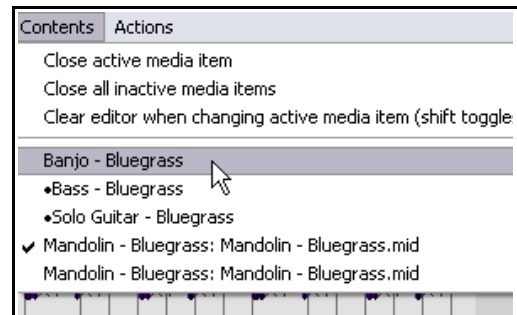 Contents Actions
Close active media item
Close all inactive media items
Clear editor when changing active media item (shift toggles
Banjo - Bluegrass
•Bass - Bluegrass
•Solo Guitar - Bluegrass
✓ Mandolin - Bluegrass: Mandolin - Bluegrass.mid
Mandolin - Bluegrass: Mandolin - Bluegrass.mid